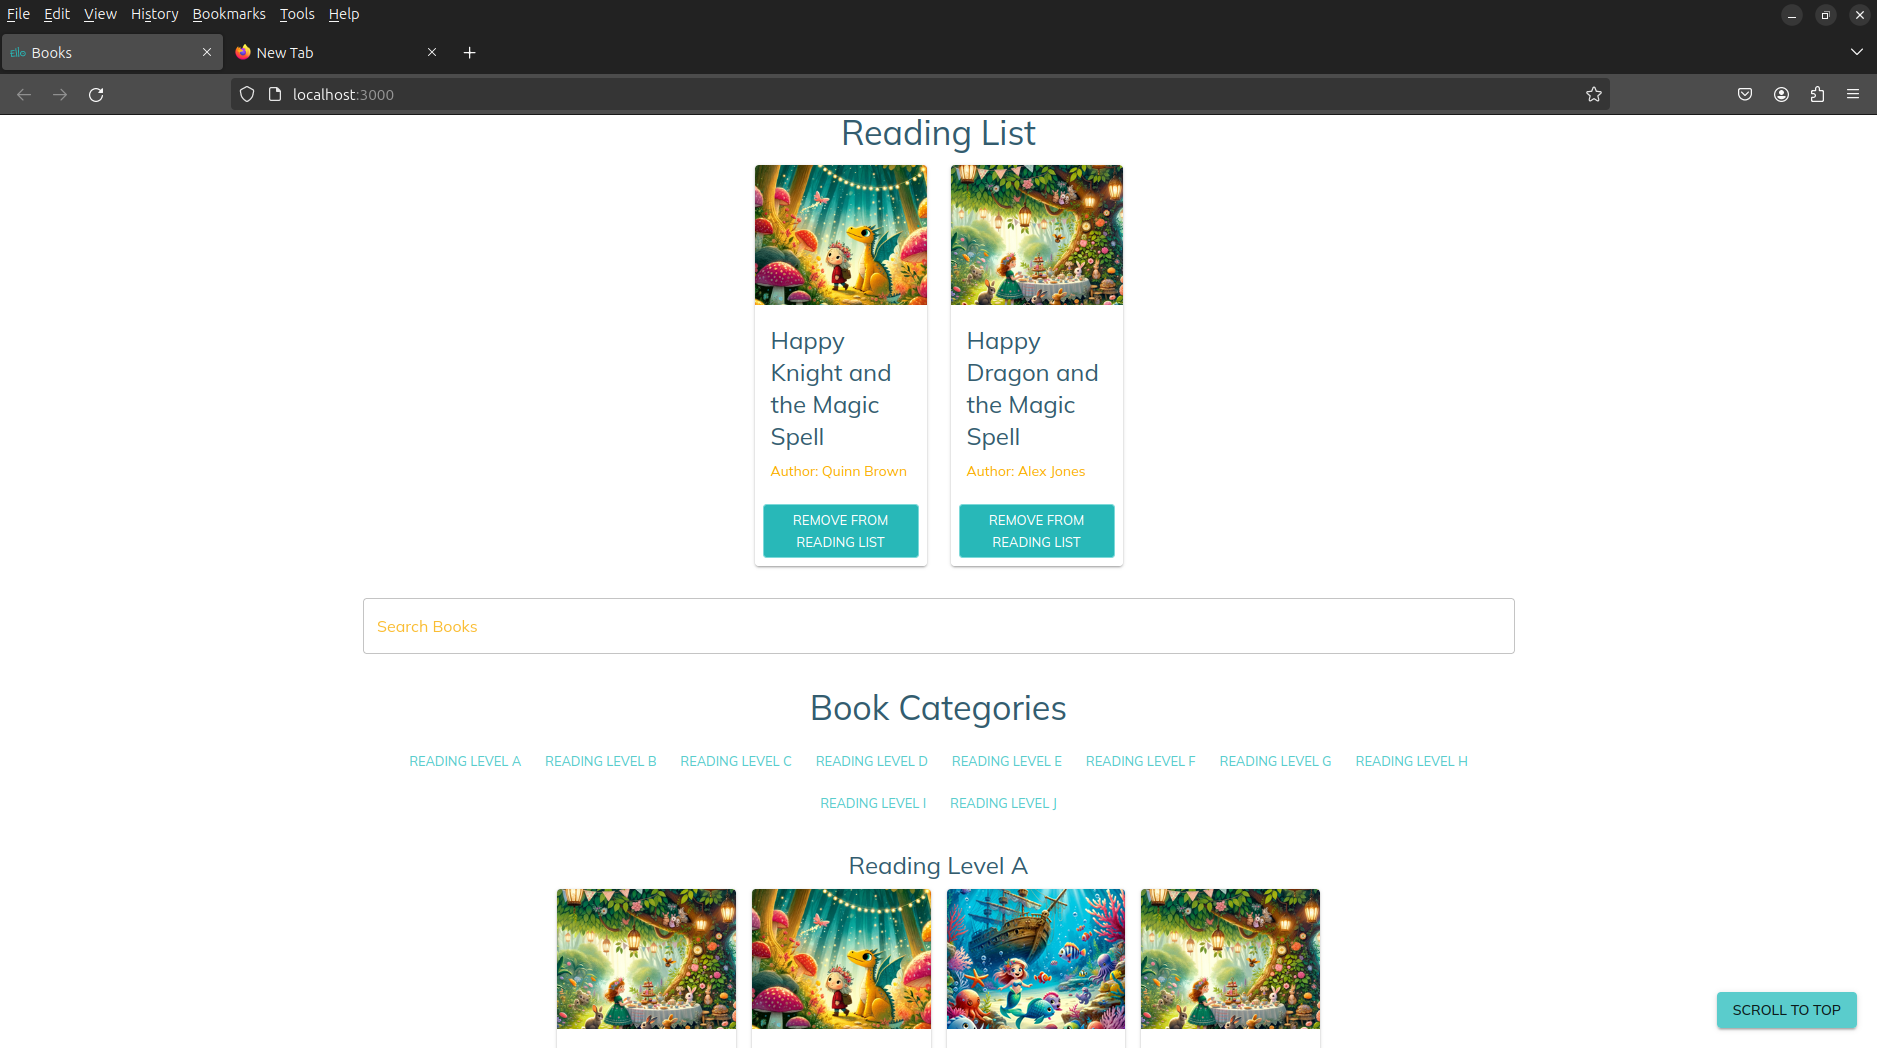 File Edit View History Bookmarks Tools Help
Ello Books
New Tab
localhost:3000
Reading List
Happy
Knight and
the Magic
Spell
Author: Quinn Brown
REMOVE FROM
READING LIST
Happy
Dragon and
the Magic
Spell
Author: Alex Jones
REMOVE FROM
READING LIST
Search Books
Book Categories
READING LEVEL A READING LEVEL B READING LEVEL C READING LEVEL D READING LEVEL E READING LEVEL F READING LEVEL G READING LEVEL H
READING LEVEL I READING LEVEL J
Reading Level A
SCROLL TO TOP